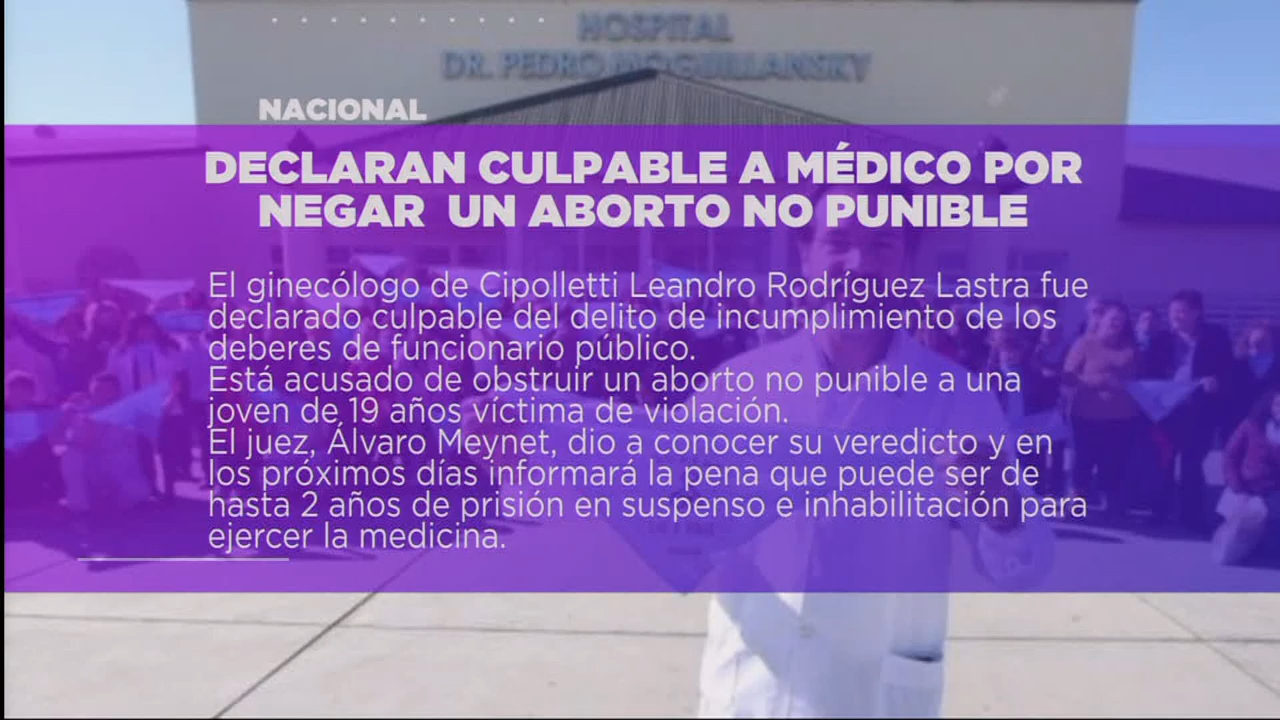 HOSPITAL
DR. PEDRO MOGUILLANSKY
NACIONAL
DECLARAN CULPABLE A MÉDICO POR
NEGAR UN ABORTO NO PUNIBLE
El ginecólogo de Cipolletti Leandro Rodríguez Lastra fue
declarado culpable del delito de incumplimiento de los
deberes de funcionario público.
Está acusado de obstruir un aborto no punible a una
joven de 19 años víctima de violación.
El juez, Álvaro Meynet, dio a conocer su veredicto y en
los próximos días informará la pena que puede ser de
hasta 2 años de prisión en suspenso e inhabilitación para
ejercer la medicina.